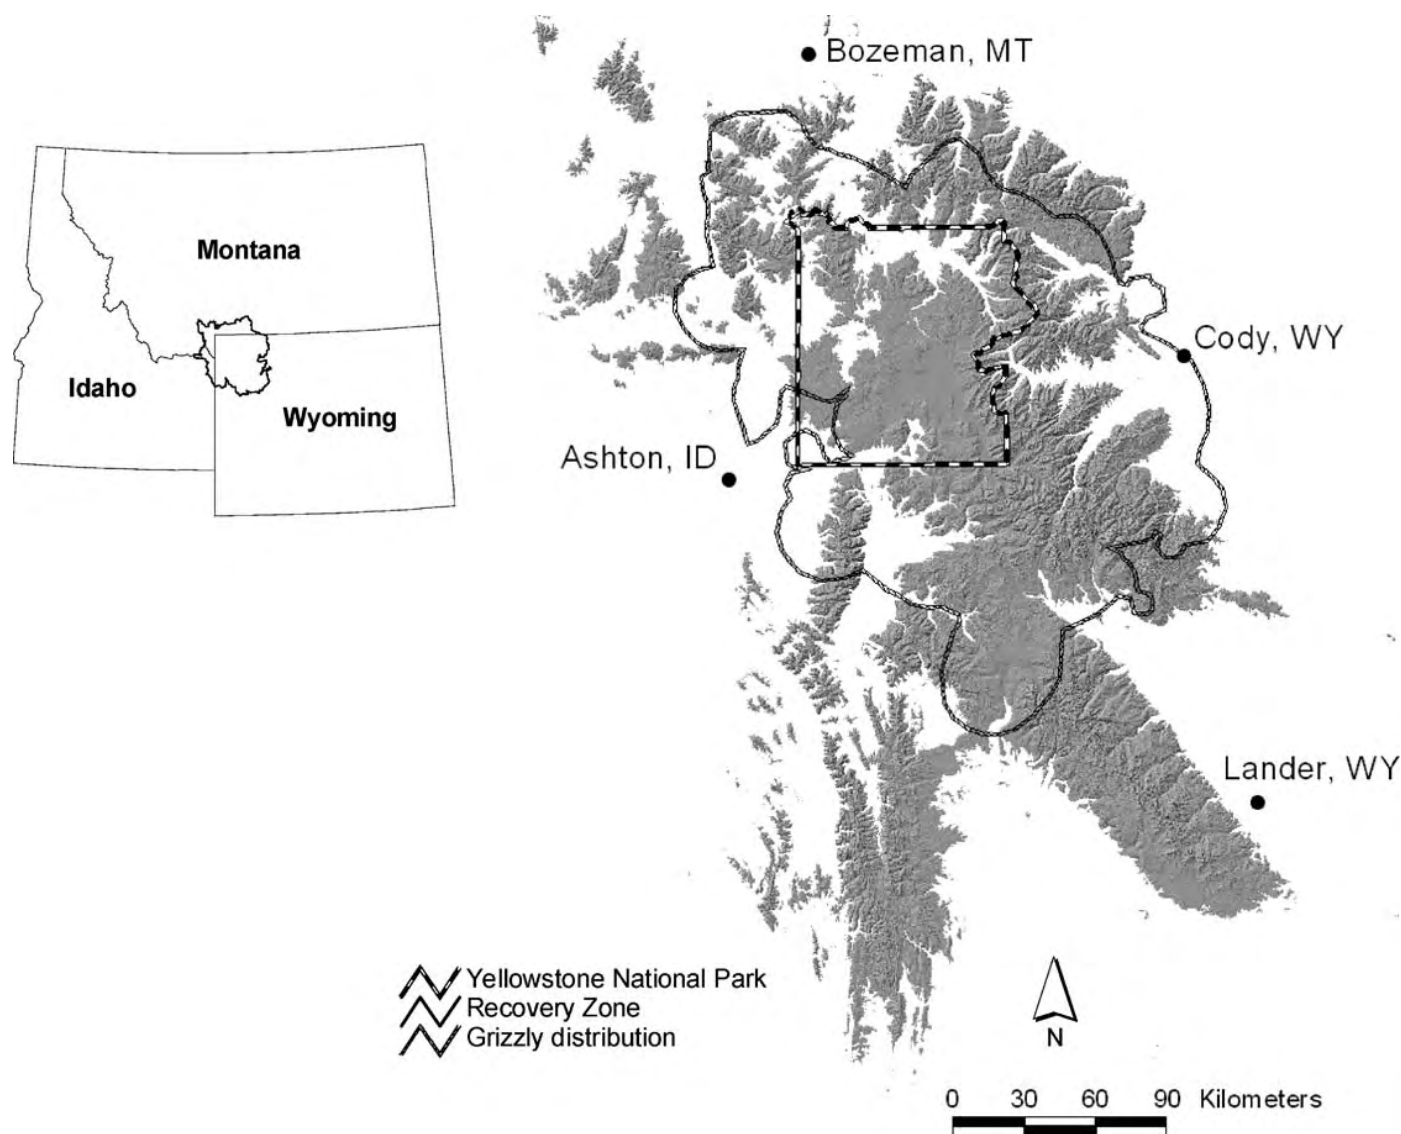 Bozeman, MT
Montana
Idaho
Wyoming
Cody, WY
Ashton, ID
Lander, WY
Yellowstone National Park
Recovery Zone
Grizzly distribution
N
0 30 60 90 Kilometers